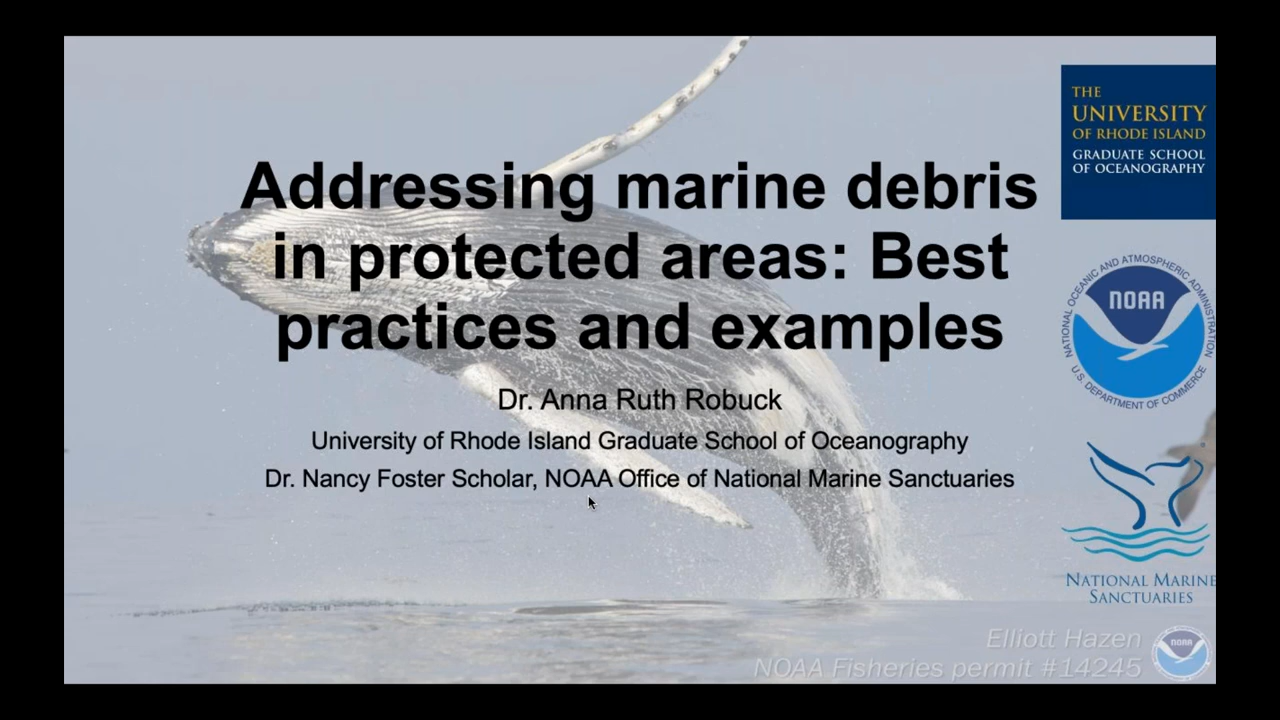 Addressing marine debris
in protected areas: Best
practices and examples
Dr. Anna Ruth Robuck
University of Rhode Island Graduate School of Oceanography
Dr. Nancy Foster Scholar, NOAA Office of National Marine Sanctuaries
THE
UNIVERSITY
OF RHODE ISLAND
GRADUATE SCHOOL
OF OCEANOGRAPHY
NATIONAL OCEANIC AND ATMOSPHERIC ADMINISTRATION
NOAA
U.S. DEPARTMENT OF COMMERCE
NATIONAL MARINE
SANCTUARIES
Elliott Hazen
NOAA Fisheries permit #14245
NOAA